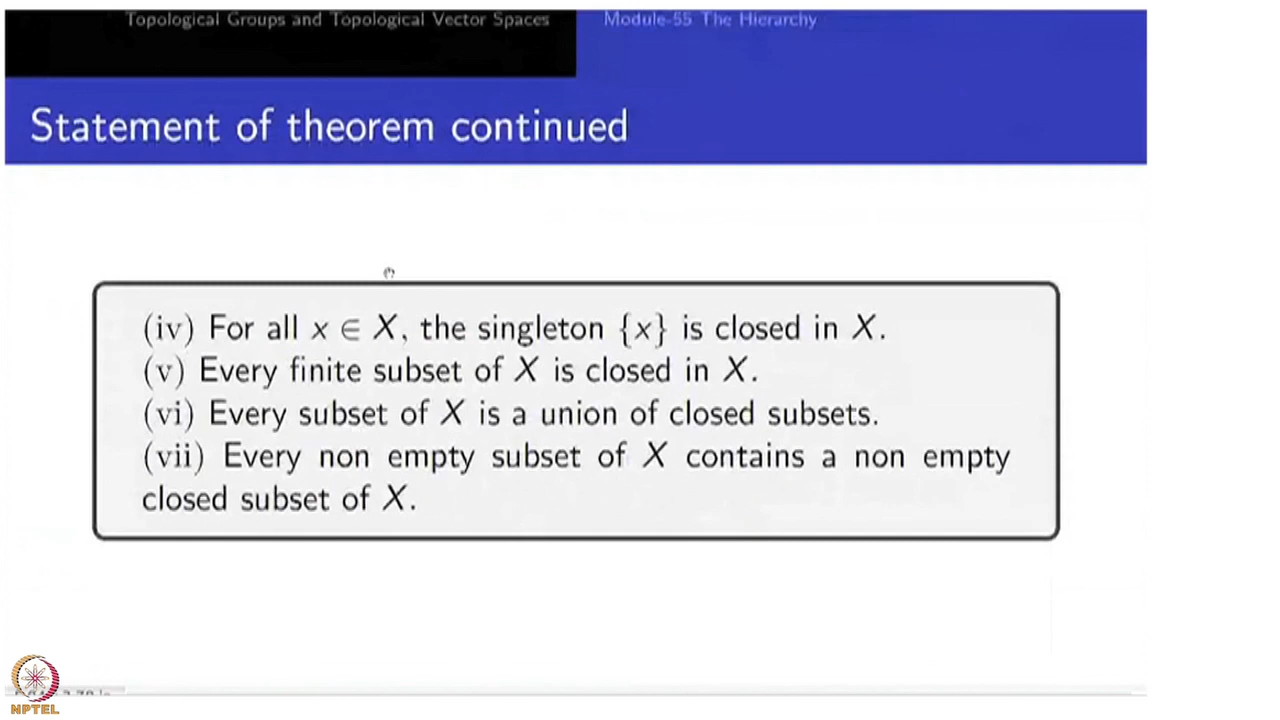 Topological Groups and Topological Vector Spaces
Module-55 The Hierarchy
Statement of theorem continued
(iv) For all x ∈ X, the singleton {x} is closed in X.
(v) Every finite subset of X is closed in X.
(vi) Every subset of X is a union of closed subsets.
(vii) Every non empty subset of X contains a non empty
closed subset of X.
NPTEL